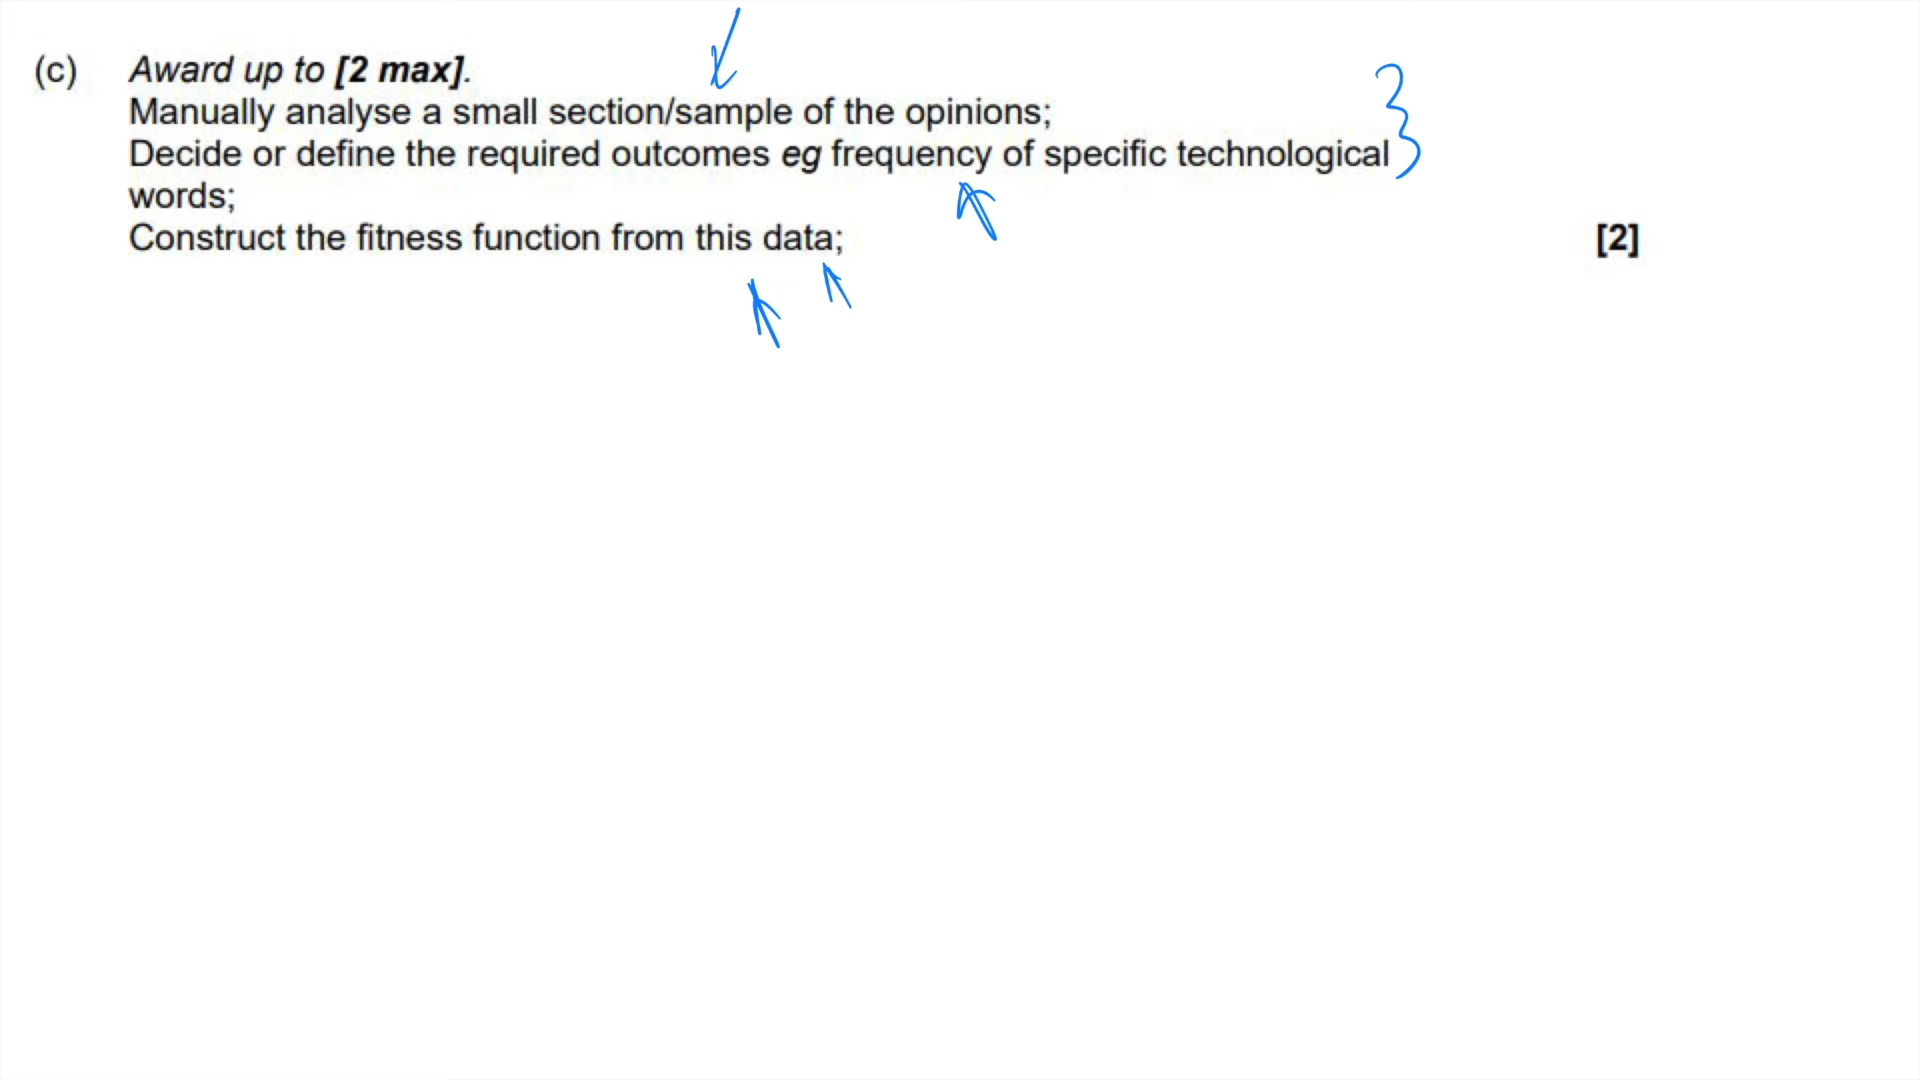 (c) Award up to [2 max].
Manually analyse a small section/sample of the opinions;
Decide or define the required outcomes eg frequency of specific technological
words;
Construct the fitness function from this data; [2]